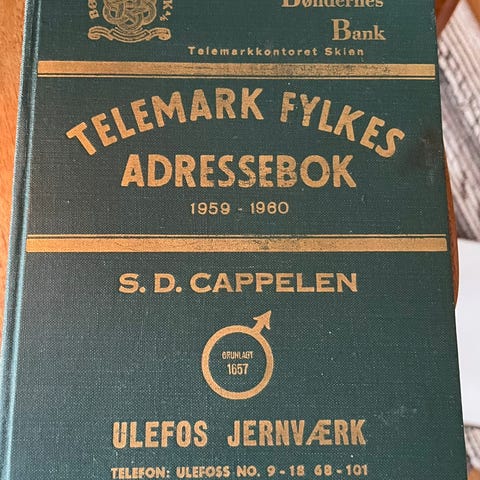 Bøndernes
Bank
Telemarkkontoret Skien
TELEMARK FYLKES
ADRESSEBOK
1959 - 1960
S. D. CAPPELEN
GRUNLAGT
1657
ULEFOS JERNVÆRK
TELEFON: ULEFOSS NO. 9-18 68-101